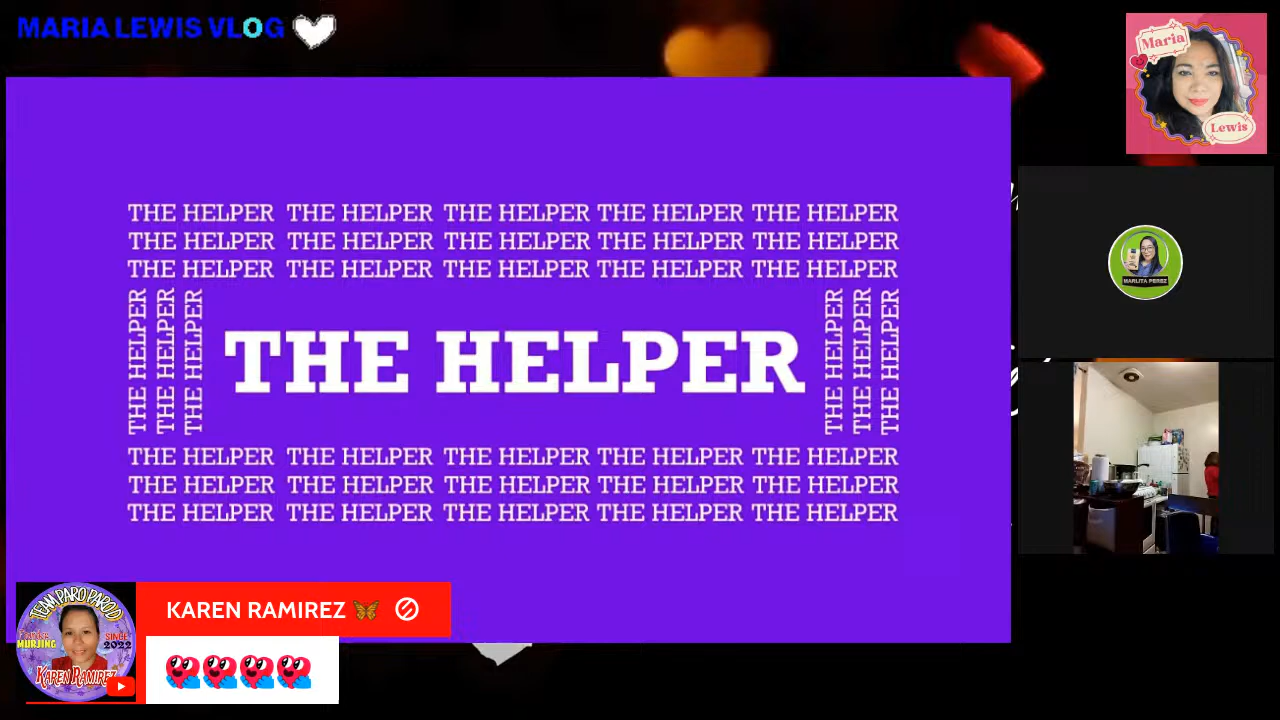 MARIA LEWIS VLOG
Maria
Lewis
THE HELPER THE HELPER THE HELPER THE HELPER THE HELPER
THE HELPER THE HELPER THE HELPER THE HELPER THE HELPER
THE HELPER THE HELPER THE HELPER THE HELPER THE HELPER
THE HELPER
THE HELPER
THE HELPER
THE HELPER
THE HELPER
THE HELPER
THE HELPER
THE HELPER THE HELPER THE HELPER THE HELPER THE HELPER
THE HELPER THE HELPER THE HELPER THE HELPER THE HELPER
THE HELPER THE HELPER THE HELPER THE HELPER THE HELPER
MARLITA PEREZ
KAREN RAMIREZ
TEAM PARO PARO
MURJING
SINCE
2022
KAREN RAMIREZ